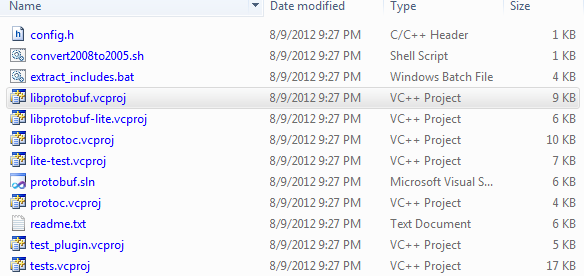 Name Date modified Type Size
config.h 8/9/2012 9:27 PM C/C++ Header 1 KB
convert2008to2005.sh 8/9/2012 9:27 PM Shell Script 1 KB
extract_includes.bat 8/9/2012 9:27 PM Windows Batch File 4 KB
libprotobuf.vcproj 8/9/2012 9:27 PM VC++ Project 9 KB
libprotobuf-lite.vcproj 8/9/2012 9:27 PM VC++ Project 6 KB
libprotoc.vcproj 8/9/2012 9:27 PM VC++ Project 10 KB
lite-test.vcproj 8/9/2012 9:27 PM VC++ Project 7 KB
protobuf.sln 8/9/2012 9:27 PM Microsoft Visual S... 4 KB
protoc.vcproj 8/9/2012 9:27 PM VC++ Project 4 KB
readme.txt 8/9/2012 9:27 PM Text Document 6 KB
test_plugin.vcproj 8/9/2012 9:27 PM VC++ Project 5 KB
tests.vcproj 8/9/2012 9:27 PM VC++ Project 17 KB